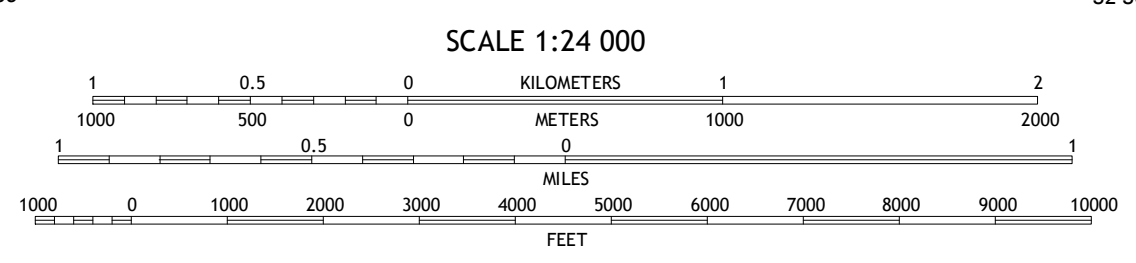 SCALE 1:24 000
1 0.5 0 KILOMETERS 1 2
1000 500 0 METERS 1000 2000
1 0.5 0 1
MILES
1000 0 1000 2000 3000 4000 5000 6000 7000 8000 9000 10000
FEET